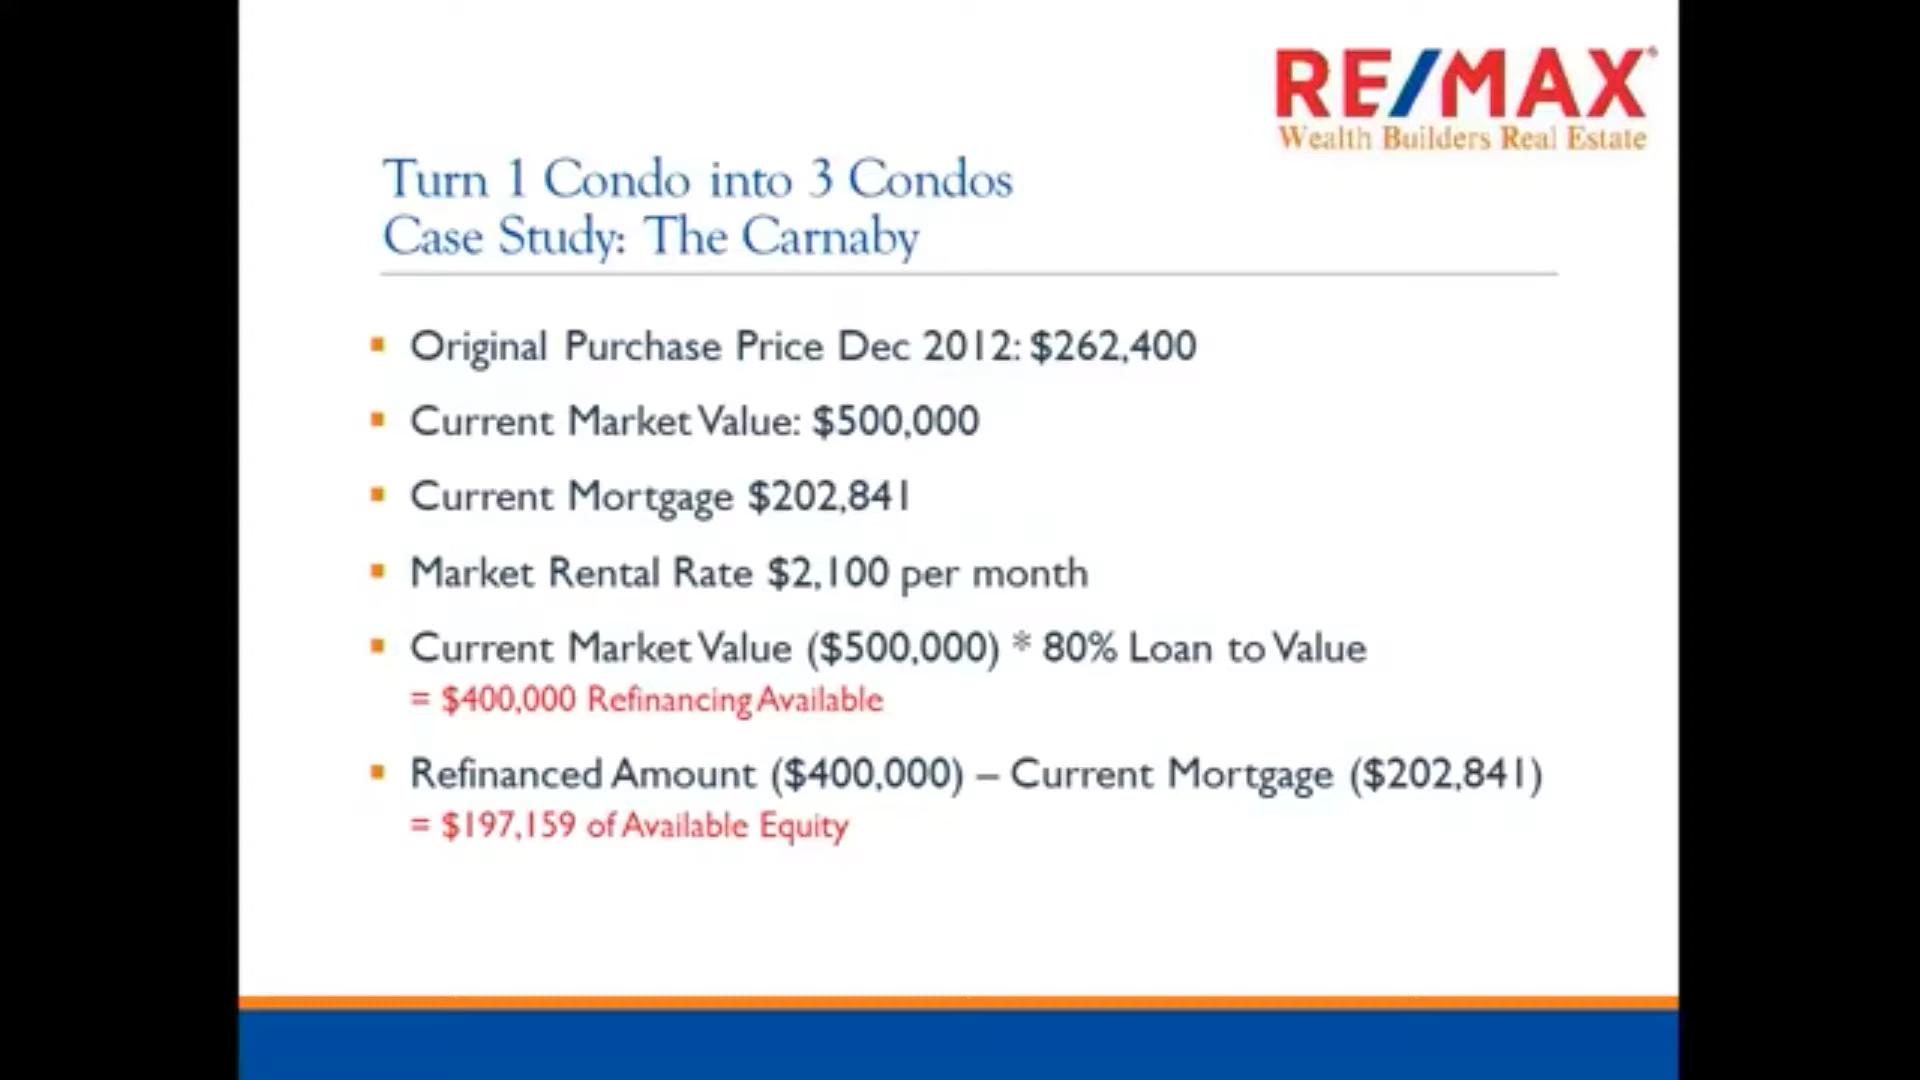 RE/MAX®
Wealth Builders Real Estate
Turn 1 Condo into 3 Condos
Case Study: The Carnaby
▪ Original Purchase Price Dec 2012: $262,400
▪ Current Market Value: $500,000
▪ Current Mortgage $202,841
▪ Market Rental Rate $2,100 per month
▪ Current Market Value ($500,000) * 80% Loan to Value
= $400,000 Refinancing Available
▪ Refinanced Amount ($400,000) – Current Mortgage ($202,841)
= $197,159 of Available Equity